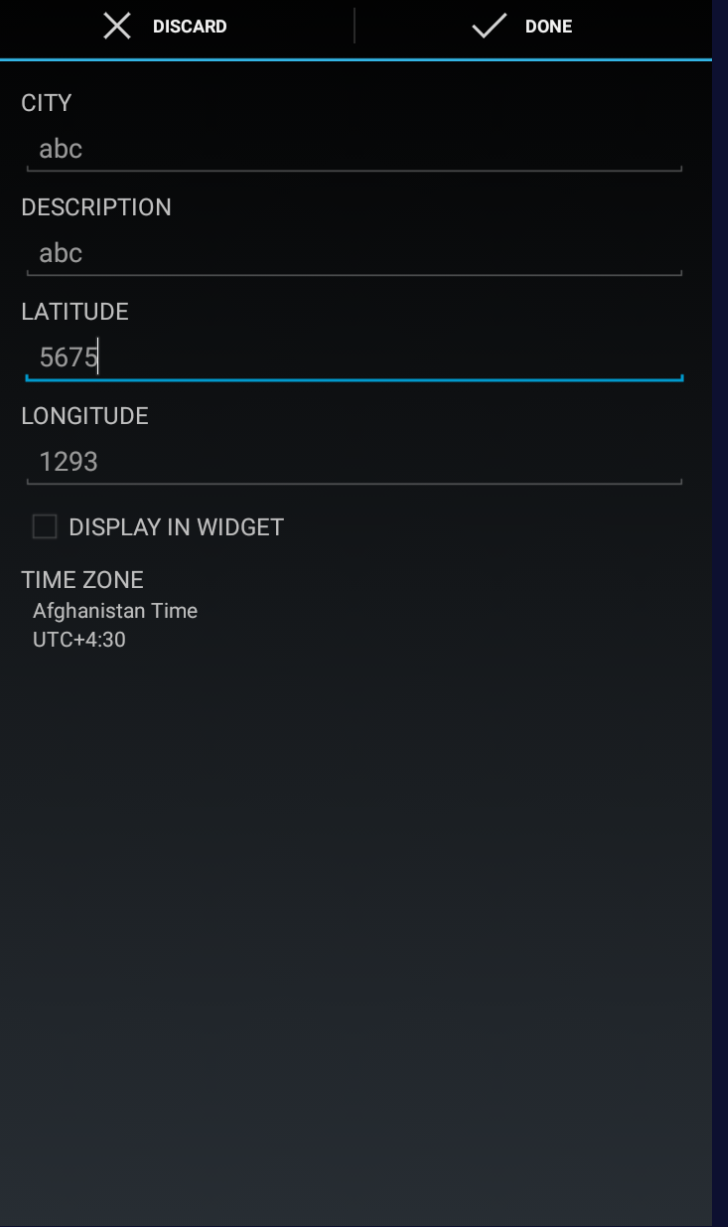 DISCARD
DONE
CITY
abc
DESCRIPTION
abc
LATITUDE
5675
LONGITUDE
1293
DISPLAY IN WIDGET
TIME ZONE
Afghanistan Time
UTC+4:30